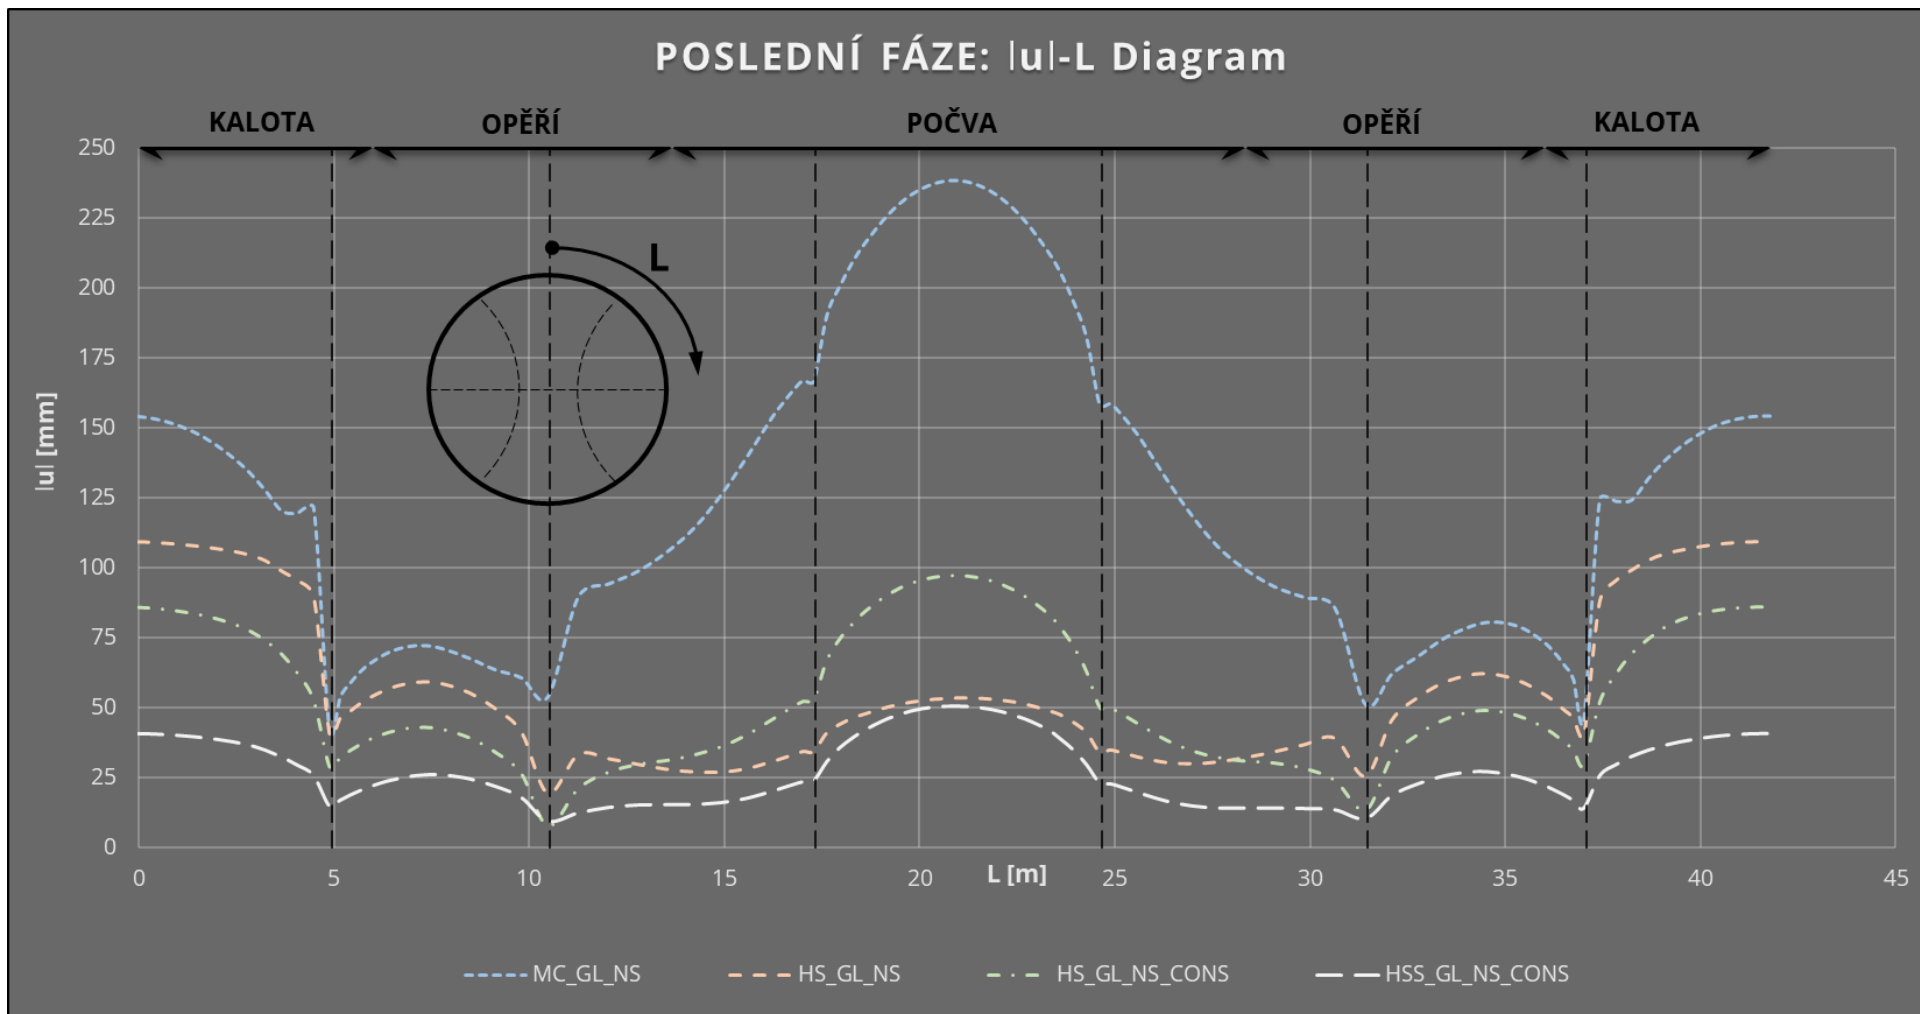 POSLEDNÍ FÁZE: |u|-L Diagram
KALOTA OPĚŘÍ POČVA OPĚŘÍ KALOTA
250
225
200
175
150
125
100
75
50
25
0
|u| [mm]
L
0 5 10 15 20 25 30 35 40 45
L [m]
MC_GL_NS HS_GL_NS HS_GL_NS_CONS HSS_GL_NS_CONS